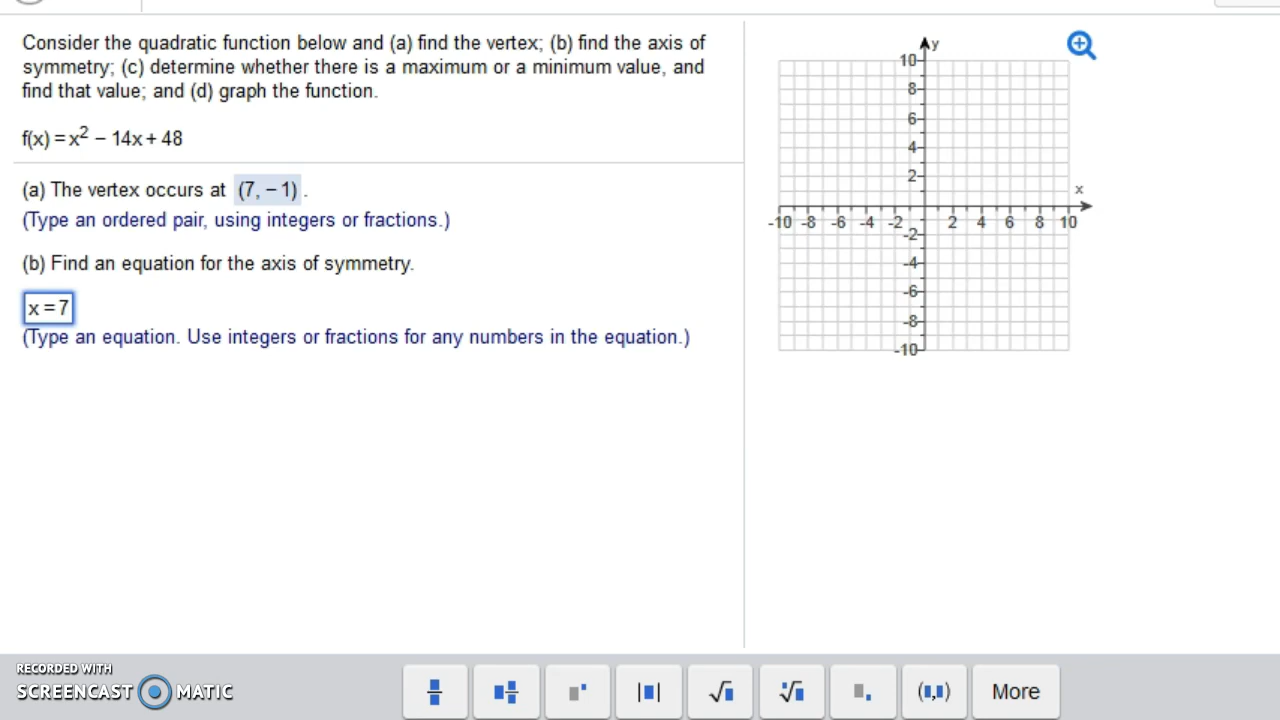 Consider the quadratic function below and (a) find the vertex; (b) find the axis of
symmetry; (c) determine whether there is a maximum or a minimum value, and
find that value; and (d) graph the function.
f(x) = x² − 14x + 48
(a) The vertex occurs at (7, − 1).
(Type an ordered pair, using integers or fractions.)
(b) Find an equation for the axis of symmetry.
x = 7
(Type an equation. Use integers or fractions for any numbers in the equation.)
y
10
8
6
4
2
x
-10 -8 -6 -4 -2 2 4 6 8 10
-2
-4
-6
-8
-10
RECORDED WITH
SCREENCAST MATIC
More